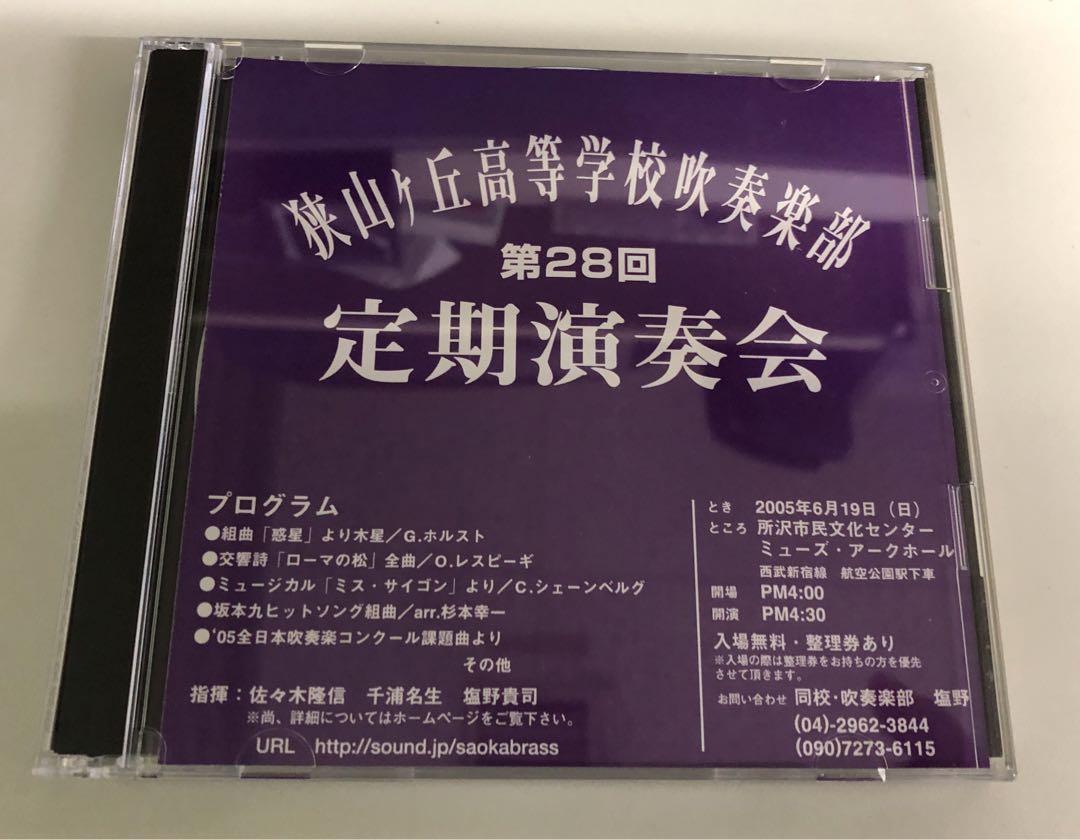 狭山ヶ丘高等学校吹奏楽部
第28回
定期演奏会
プログラム
●組曲「惑星」より木星／G.ホルスト
●交響詩「ローマの松」全曲／O.レスピーギ
●ミュージカル「ミス・サイゴン」より／C.シェーンベルグ
●坂本九ヒットソング組曲／arr.杉本幸一
●'05全日本吹奏楽コンクール課題曲より
その他
指揮：佐々木隆信　千浦名生　塩野貴司
※尚、詳細についてはホームページをご覧下さい。
URL　http://sound.jp/saokabrass
とき　2005年6月19日（日）
ところ　所沢市民文化センター
ミューズ・アークホール
西武新宿線　航空公園駅下車
開場　PM4:00
開演　PM4:30
入場無料・整理券あり
※入場の際は整理券をお持ちの方を優先
させて頂きます。
お問い合わせ　同校・吹奏楽部　塩野
(04)-2962-3844
(090)7273-6115